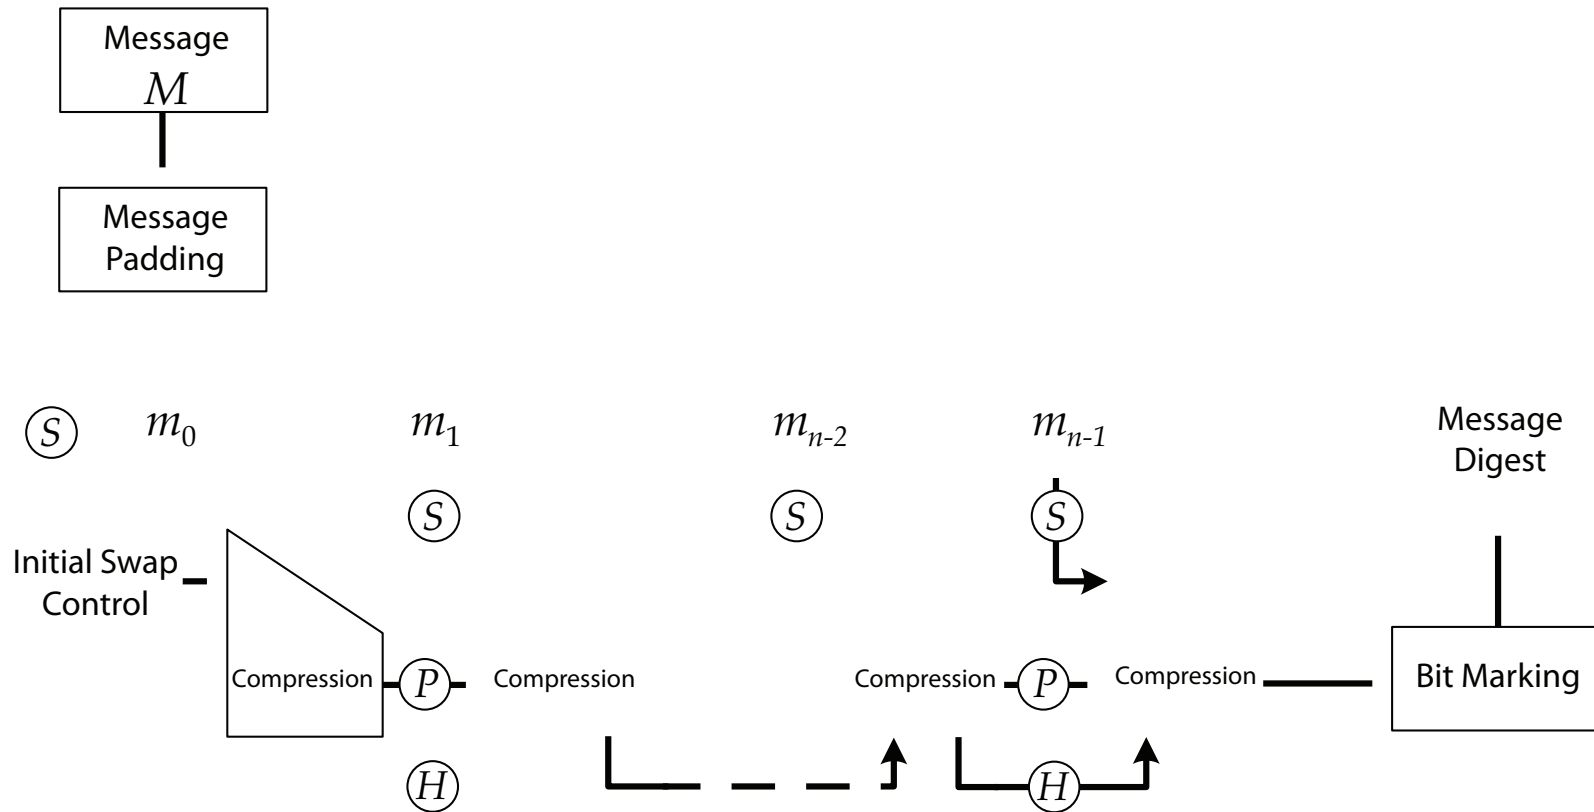 Message
M
Message
Padding
S m₀ m₁ mₙ₋₂ mₙ₋₁ Message
Digest
S S S
Initial Swap
Control
Compression P Compression Compression P Compression Bit Marking
H H